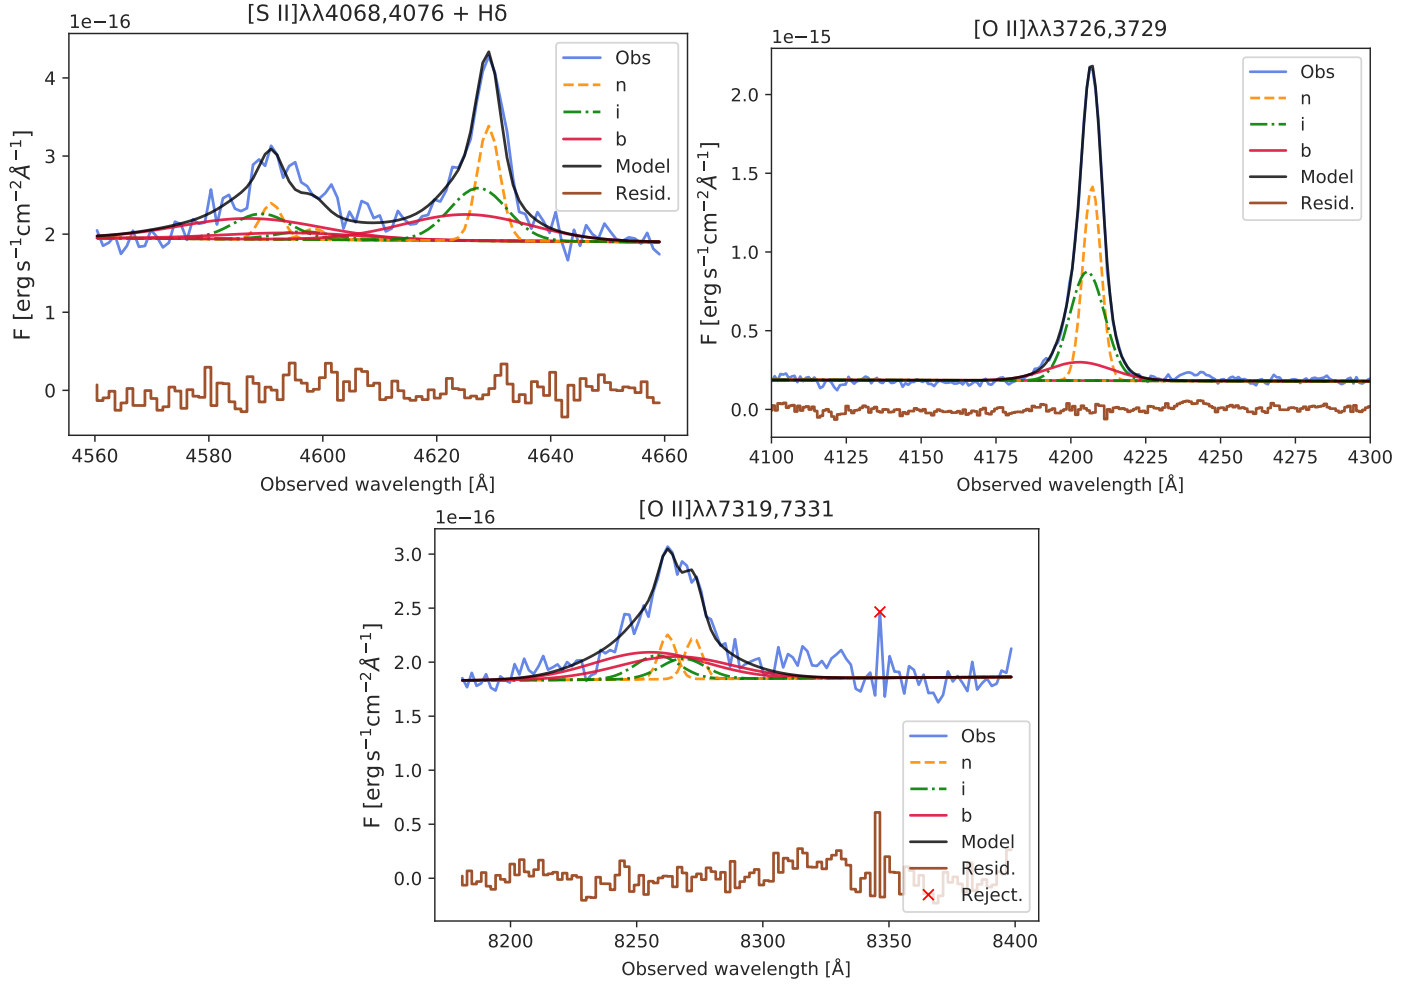 [S II]λλ4068,4076 + Hδ
1e−16
F [erg s−1cm−2Å−1]
4
3
2
1
0
Obs
n
i
b
Model
Resid.
4560 4580 4600 4620 4640 4660
Observed wavelength [Å]
[O II]λλ3726,3729
1e−15
F [erg s−1cm−2Å−1]
2.0
1.5
1.0
0.5
0.0
Obs
n
i
b
Model
Resid.
4100 4125 4150 4175 4200 4225 4250 4275 4300
Observed wavelength [Å]
[O II]λλ7319,7331
1e−16
F [erg s−1cm−2Å−1]
3.0
2.5
2.0
1.5
1.0
0.5
0.0
Obs
n
i
b
Model
Resid.
Reject.
8200 8250 8300 8350 8400
Observed wavelength [Å]